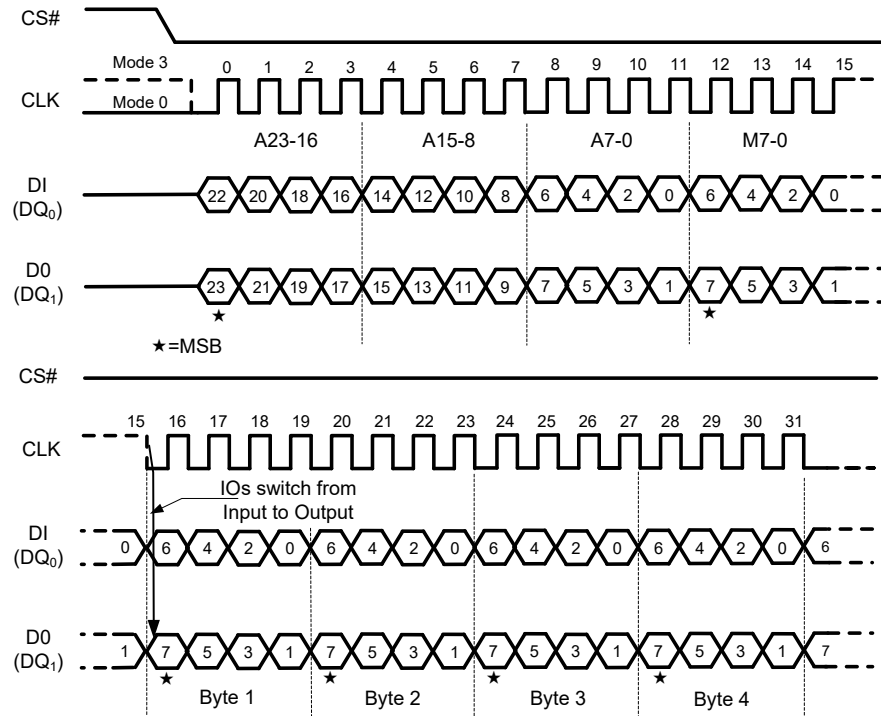 CS#
Mode 3
0 1 2 3 4 5 6 7 8 9 10 11 12 13 14 15
CLK
Mode 0
A23-16 A15-8 A7-0 M7-0
DI
(DQ0)
22 20 18 16 14 12 10 8 6 4 2 0 6 4 2 0
D0
(DQ1)
23 21 19 17 15 13 11 9 7 5 3 1 7 5 3 1
★
★
★=MSB
CS#
15 16 17 18 19 20 21 22 23 24 25 26 27 28 29 30 31
CLK
IOs switch from
Input to Output
DI
(DQ0)
0 6 4 2 0 6 4 2 0 6 4 2 0 6 4 2 0 6
D0
(DQ1)
1 7 5 3 1 7 5 3 1 7 5 3 1 7 5 3 1 7
★ ★ ★ ★
Byte 1 Byte 2 Byte 3 Byte 4